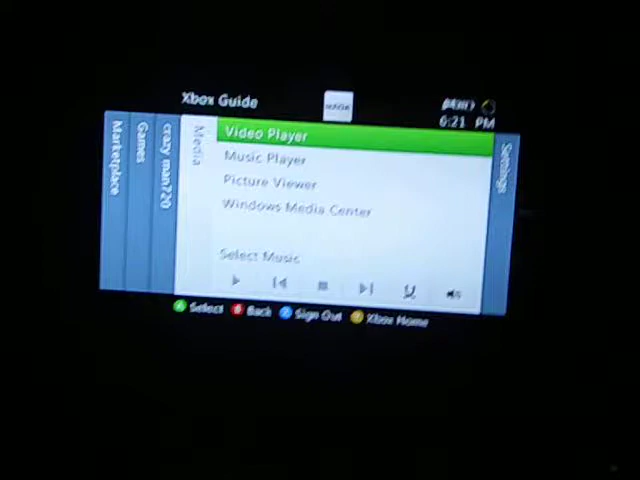 Xbox Guide
6:21 PM
Marketplace
Games
crazy man720
Media
Video Player
Music Player
Picture Viewer
Windows Media Center
Select Music
Settings
A Select B Back X Sign Out Y Xbox Home